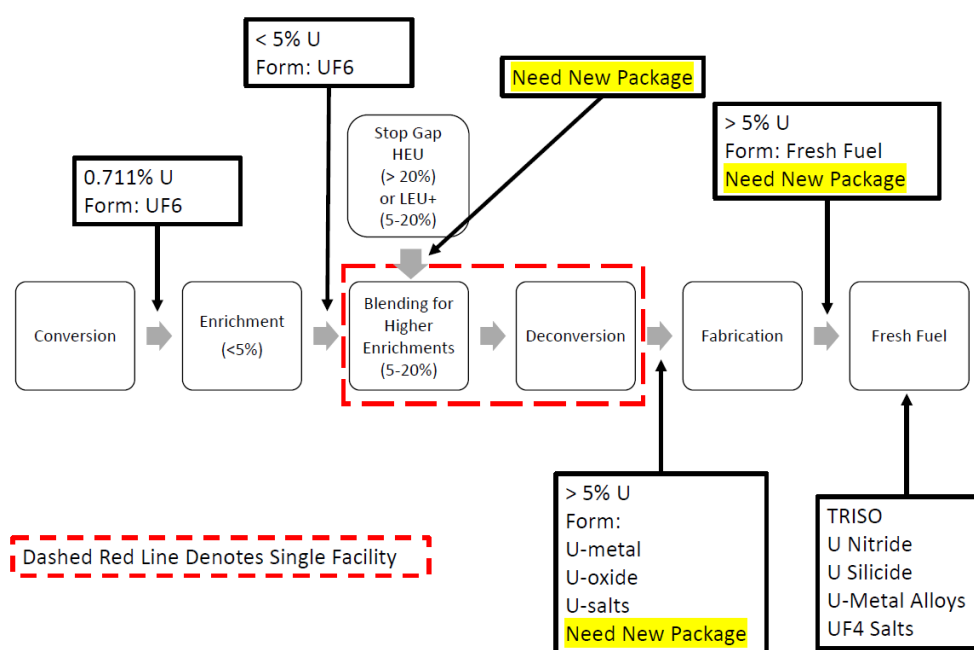 < 5% U
Form: UF6
Need New Package
Stop Gap
HEU
(> 20%)
or LEU+
(5-20%)
> 5% U
Form: Fresh Fuel
Need New Package
0.711% U
Form: UF6
Conversion
Enrichment
(<5%)
Blending for
Higher
Enrichments
(5-20%)
Deconversion
Fabrication
Fresh Fuel
> 5% U
Form:
U-metal
U-oxide
U-salts
Need New Package
TRISO
U Nitride
U Silicide
U-Metal Alloys
UF4 Salts
Dashed Red Line Denotes Single Facility